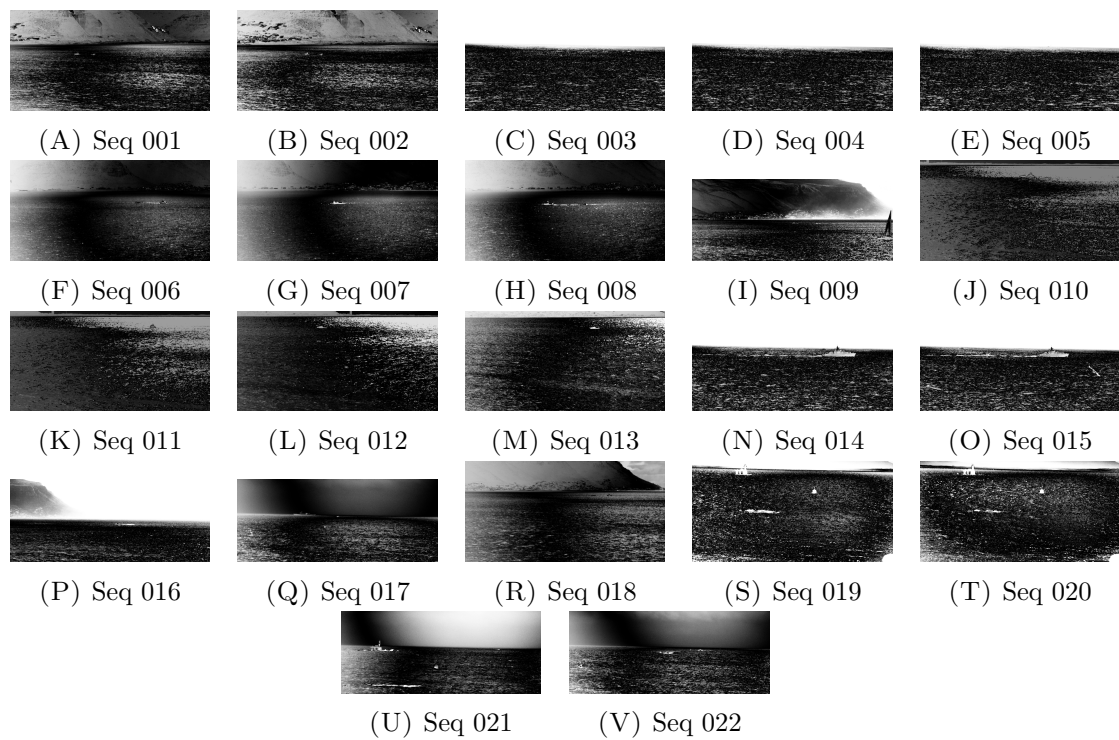 (A) Seq 001 (B) Seq 002 (C) Seq 003 (D) Seq 004 (E) Seq 005
(F) Seq 006 (G) Seq 007 (H) Seq 008 (I) Seq 009 (J) Seq 010
(K) Seq 011 (L) Seq 012 (M) Seq 013 (N) Seq 014 (O) Seq 015
(P) Seq 016 (Q) Seq 017 (R) Seq 018 (S) Seq 019 (T) Seq 020
(U) Seq 021 (V) Seq 022